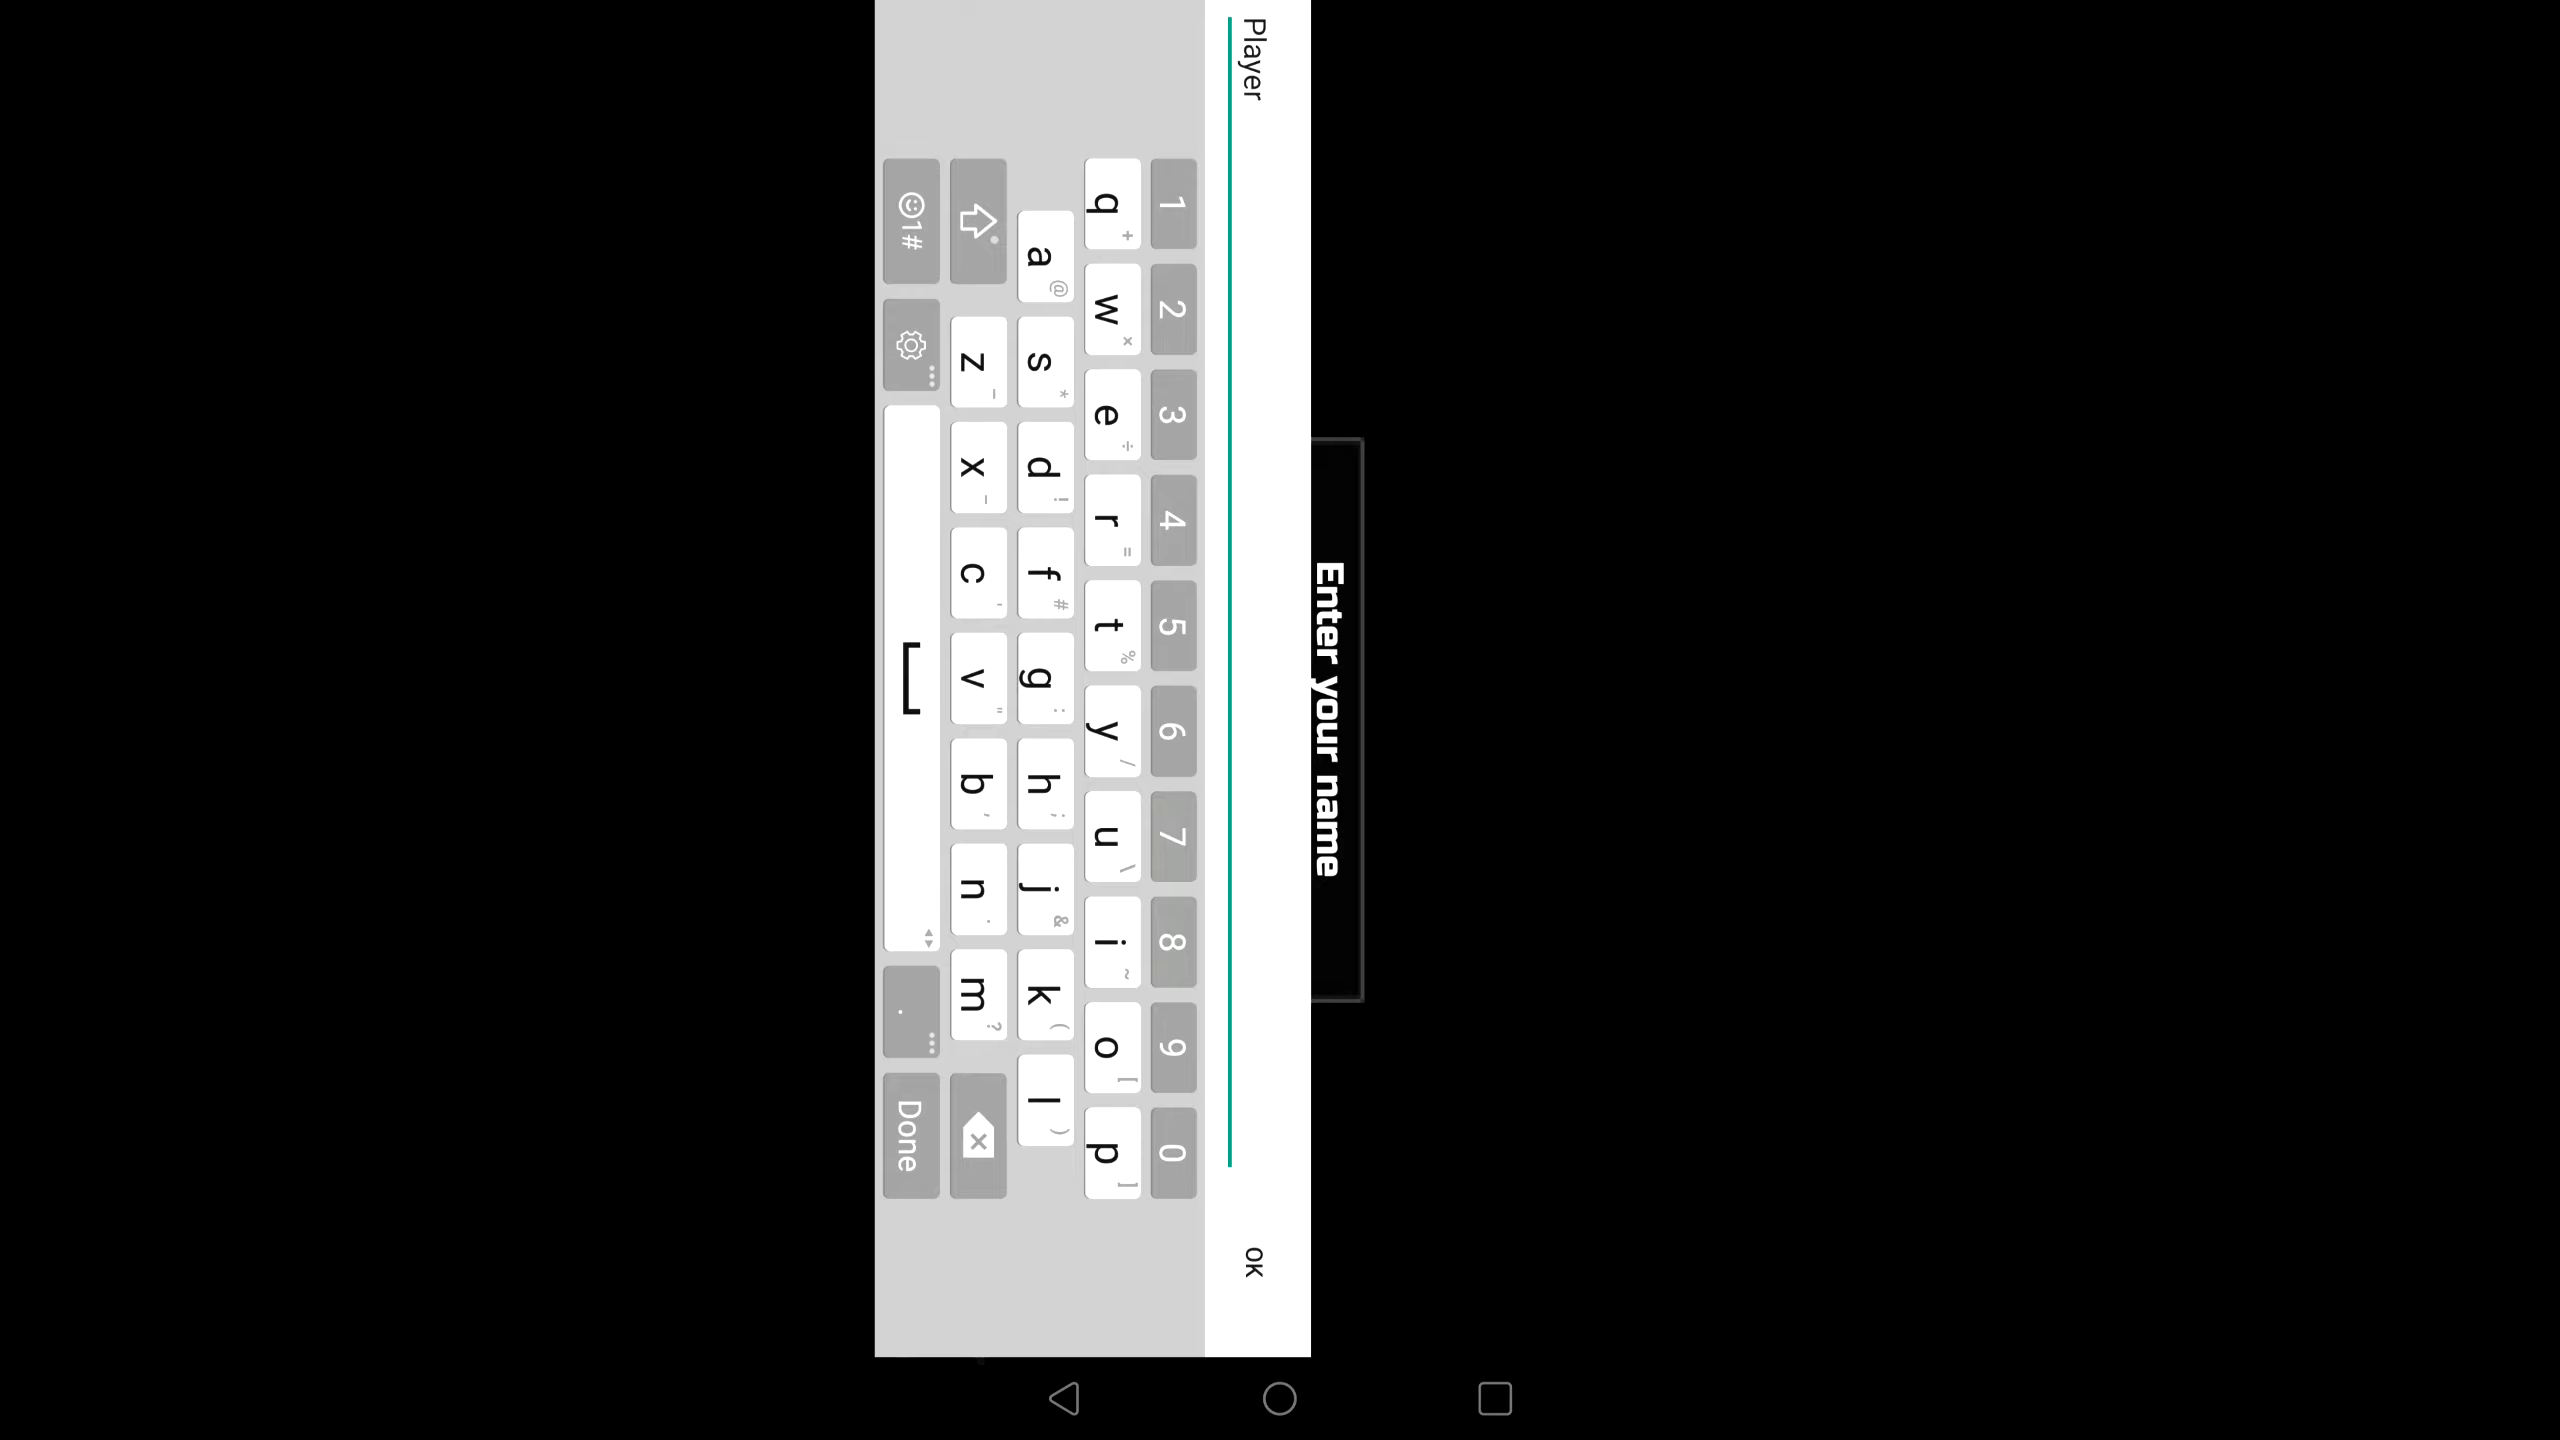 Enter your name
Player
OK
1 2 3 4 5 6 7 8 9 0
q + w × e ÷ r = t % y / u \ i ~ o [ p ]
a @ s * d ! f # g : h ; j & k ( l )
z _ x - c ' v " b , n . m ?
1# . Done